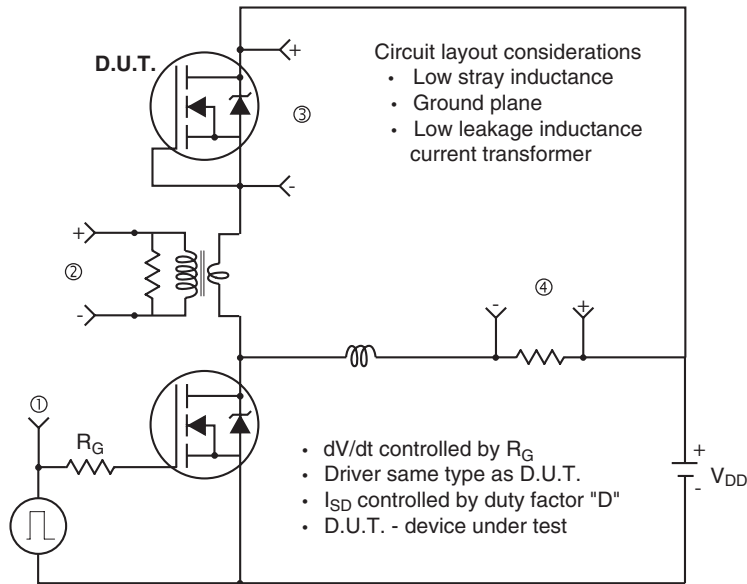 D.U.T.
+
③
-
Circuit layout considerations
• Low stray inductance
• Ground plane
• Low leakage inductance
current transformer
+
②
-
-
④
+
①
R_G
• dV/dt controlled by R_G
• Driver same type as D.U.T.
• I_SD controlled by duty factor "D"
• D.U.T. - device under test
+
V_DD
-